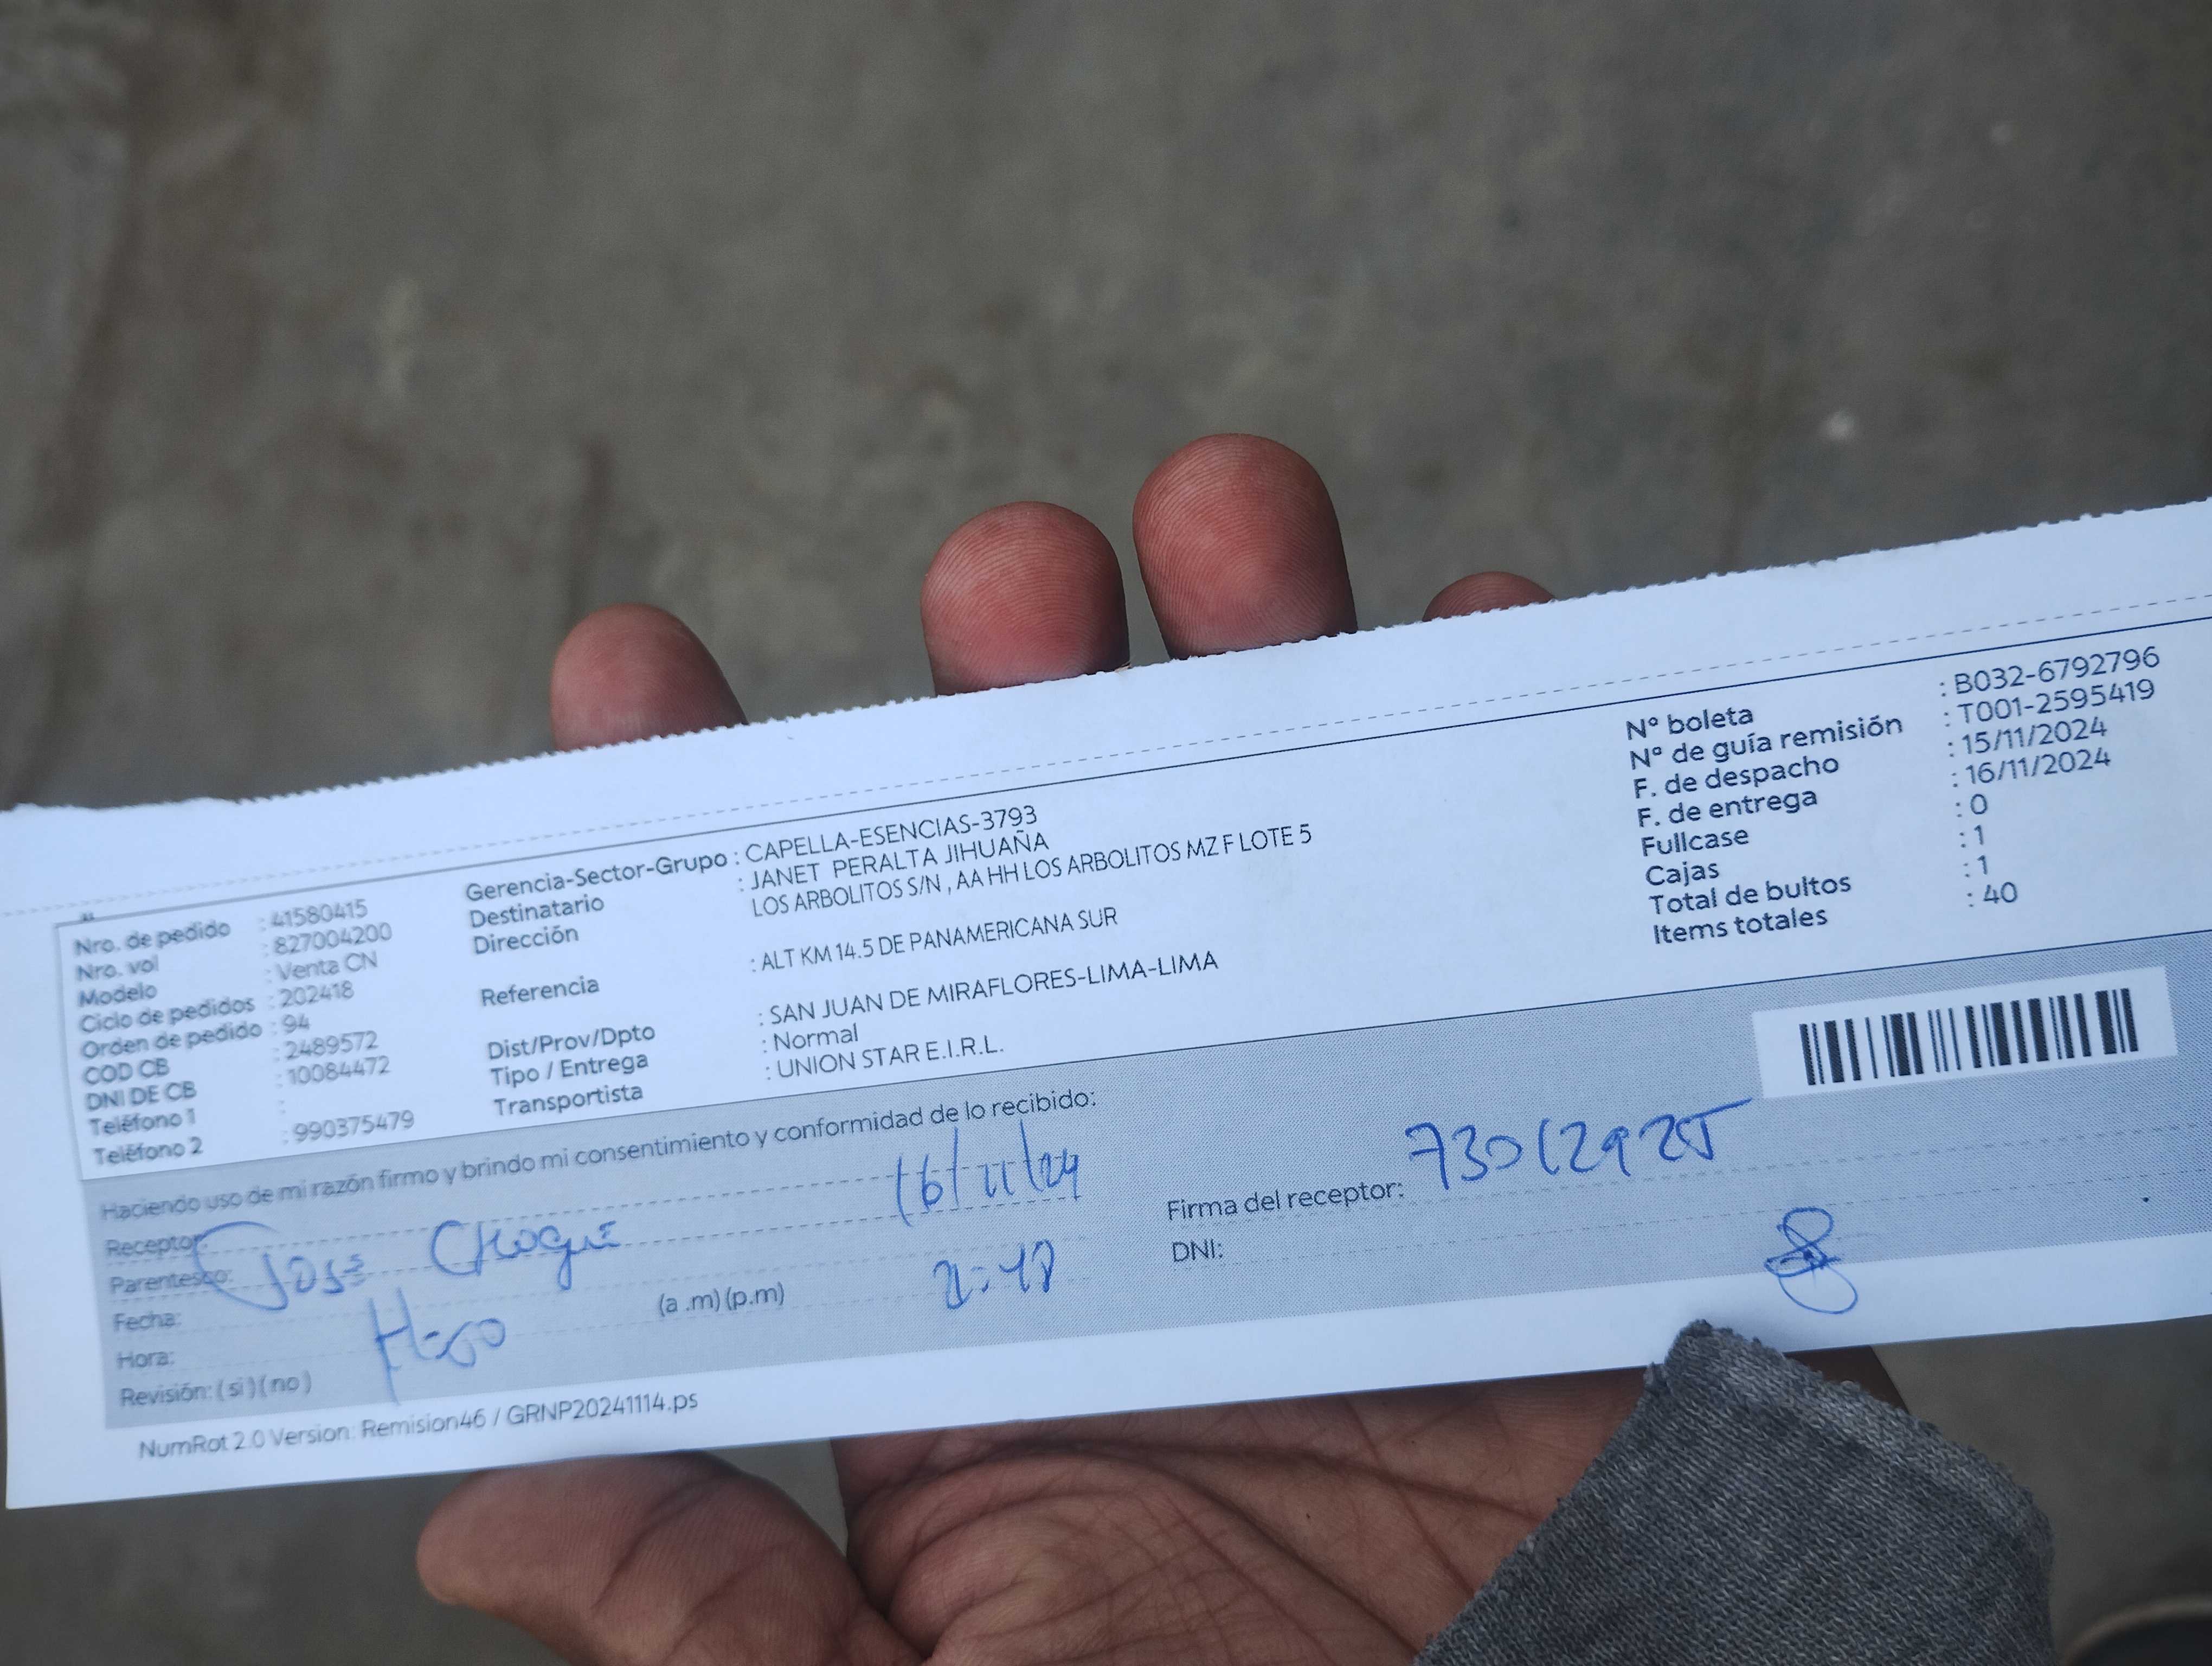 Nro. de pedido : 41580415
Nro. vol : 827004200
Modelo : Venta CN
Ciclo de pedidos : 202418
Orden de pedido : 94
COD CB : 2489572
DNI DE CB : 10084472
Teléfono 1 :
Teléfono 2 : 990375479
Gerencia-Sector-Grupo : CAPELLA-ESENCIAS-3793
Destinatario : JANET PERALTA JIHUAÑA
Dirección LOS ARBOLITOS S/N , AA HH LOS ARBOLITOS MZ F LOTE 5
Referencia : ALT KM 14.5 DE PANAMERICANA SUR
Dist/Prov/Dpto : SAN JUAN DE MIRAFLORES-LIMA-LIMA
Tipo / Entrega : Normal
Transportista : UNION STAR E.I.R.L.
N° boleta : B032-6792796
N° de guía remisión : T001-2595419
F. de despacho : 15/11/2024
F. de entrega : 16/11/2024
Fullcase : 0
Cajas : 1
Total de bultos : 1
Items totales : 40
Haciendo uso de mi razón firmo y brindo mi consentimiento y conformidad de lo recibido:
Receptor: Jose Choque
Parentesco:
Fecha: 16/11/24
Hora: (a .m) (p.m)
Revisión: ( si ) ( no )
Firma del receptor: 73012925
DNI:
NumRot 2.0 Version: Remision46 / GRNP20241114.ps